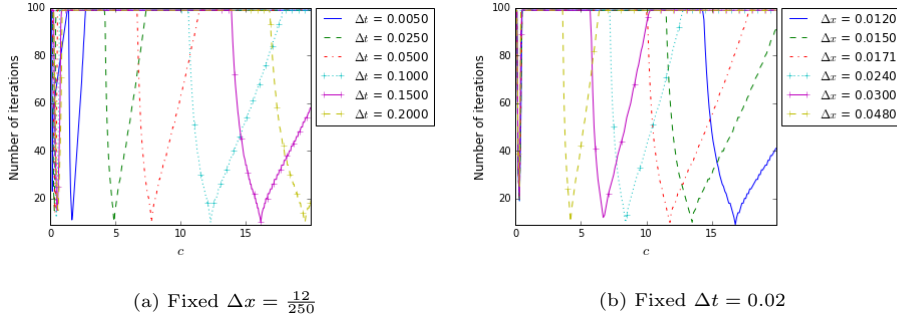 Number of iterations
100
80
60
40
20
0
5
10
15
c
Δt = 0.0050
Δt = 0.0250
Δt = 0.0500
Δt = 0.1000
Δt = 0.1500
Δt = 0.2000
(a) Fixed Δx = 12/250
Number of iterations
100
80
60
40
20
0
5
10
15
c
Δx = 0.0120
Δx = 0.0150
Δx = 0.0171
Δx = 0.0240
Δx = 0.0300
Δx = 0.0480
(b) Fixed Δt = 0.02